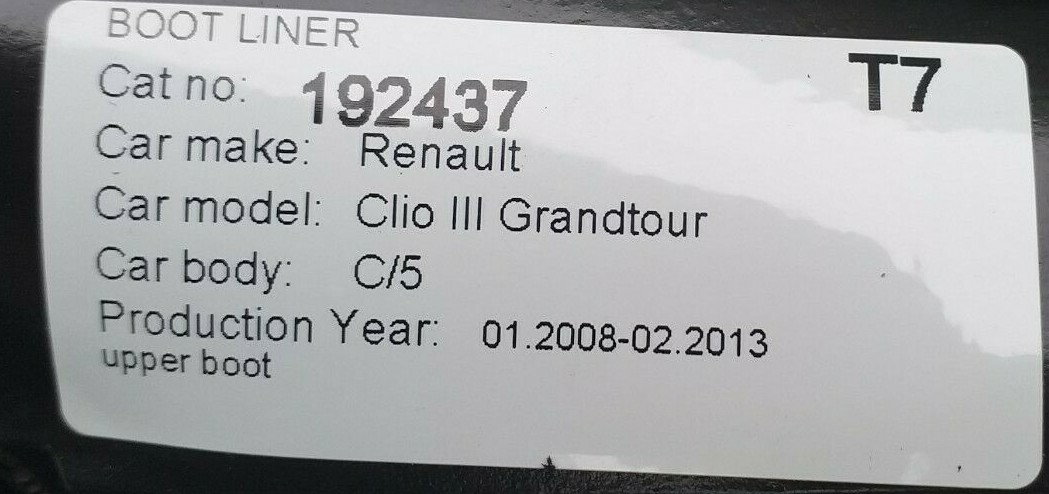 BOOT LINER
T7
Cat no: 192437
Car make: Renault
Car model: Clio III Grandtour
Car body: C/5
Production Year: 01.2008-02.2013
upper boot